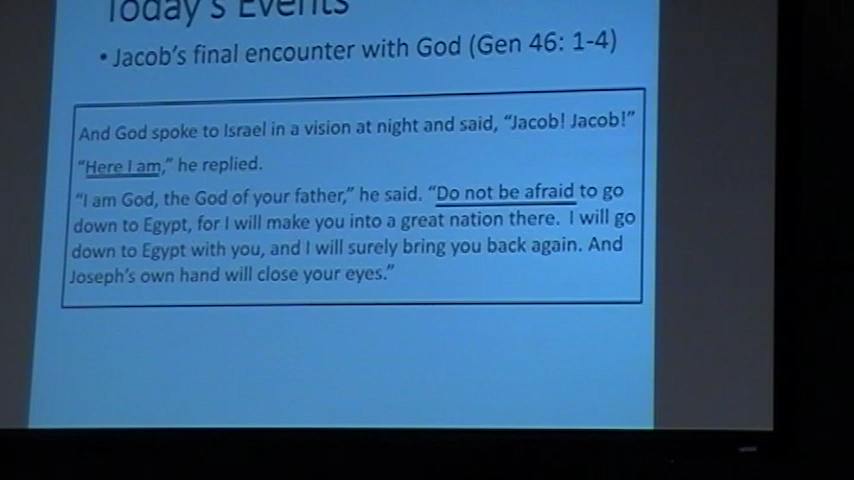 Today's Events
• Jacob's final encounter with God (Gen 46: 1-4)
And God spoke to Israel in a vision at night and said, “Jacob! Jacob!”
“Here I am,” he replied.
“I am God, the God of your father,” he said. “Do not be afraid to go
down to Egypt, for I will make you into a great nation there. I will go
down to Egypt with you, and I will surely bring you back again. And
Joseph's own hand will close your eyes.”